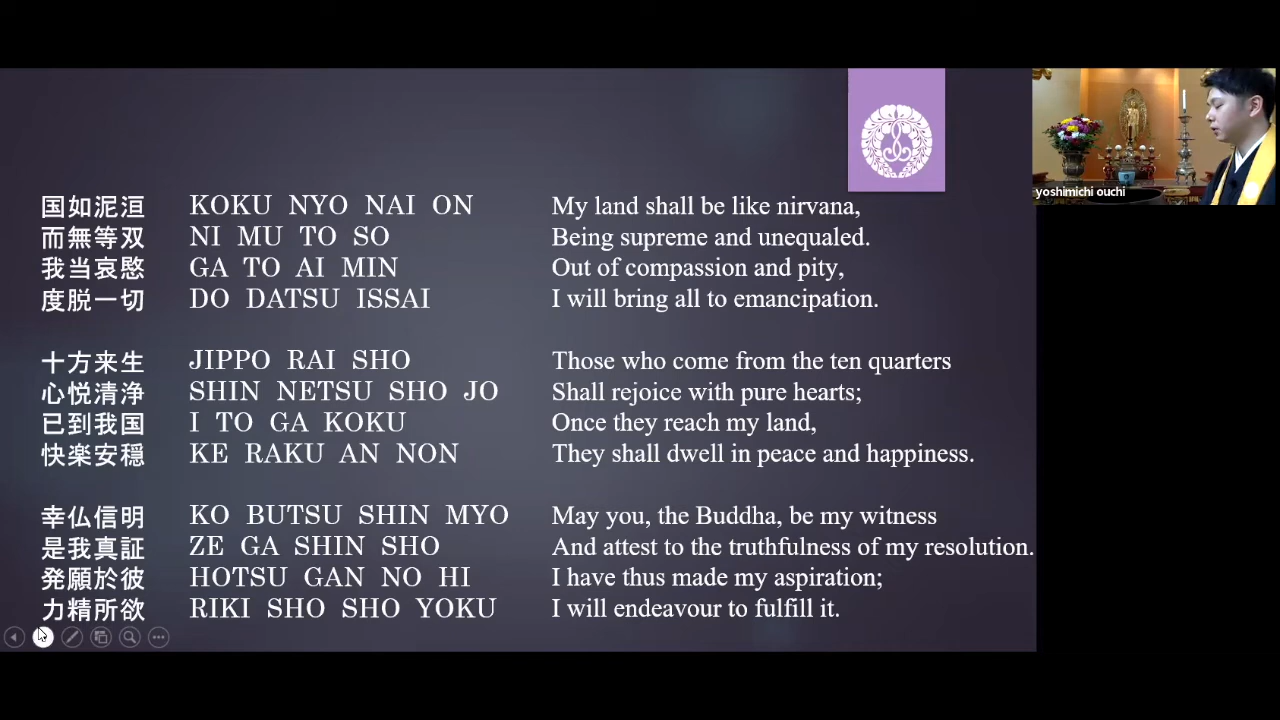 国如泥洹 KOKU NYO NAI ON My land shall be like nirvana,
而無等双 NI MU TO SO Being supreme and unequaled.
我当哀愍 GA TO AI MIN Out of compassion and pity,
度脱一切 DO DATSU ISSAI I will bring all to emancipation.
十方来生 JIPPO RAI SHO Those who come from the ten quarters
心悦清浄 SHIN NETSU SHO JO Shall rejoice with pure hearts;
已到我国 I TO GA KOKU Once they reach my land,
快楽安穏 KE RAKU AN NON They shall dwell in peace and happiness.
幸仏信明 KO BUTSU SHIN MYO May you, the Buddha, be my witness
是我真証 ZE GA SHIN SHO And attest to the truthfulness of my resolution.
発願於彼 HOTSU GAN NO HI I have thus made my aspiration;
力精所欲 RIKI SHO SHO YOKU I will endeavour to fulfill it.
yoshimichi ouchi